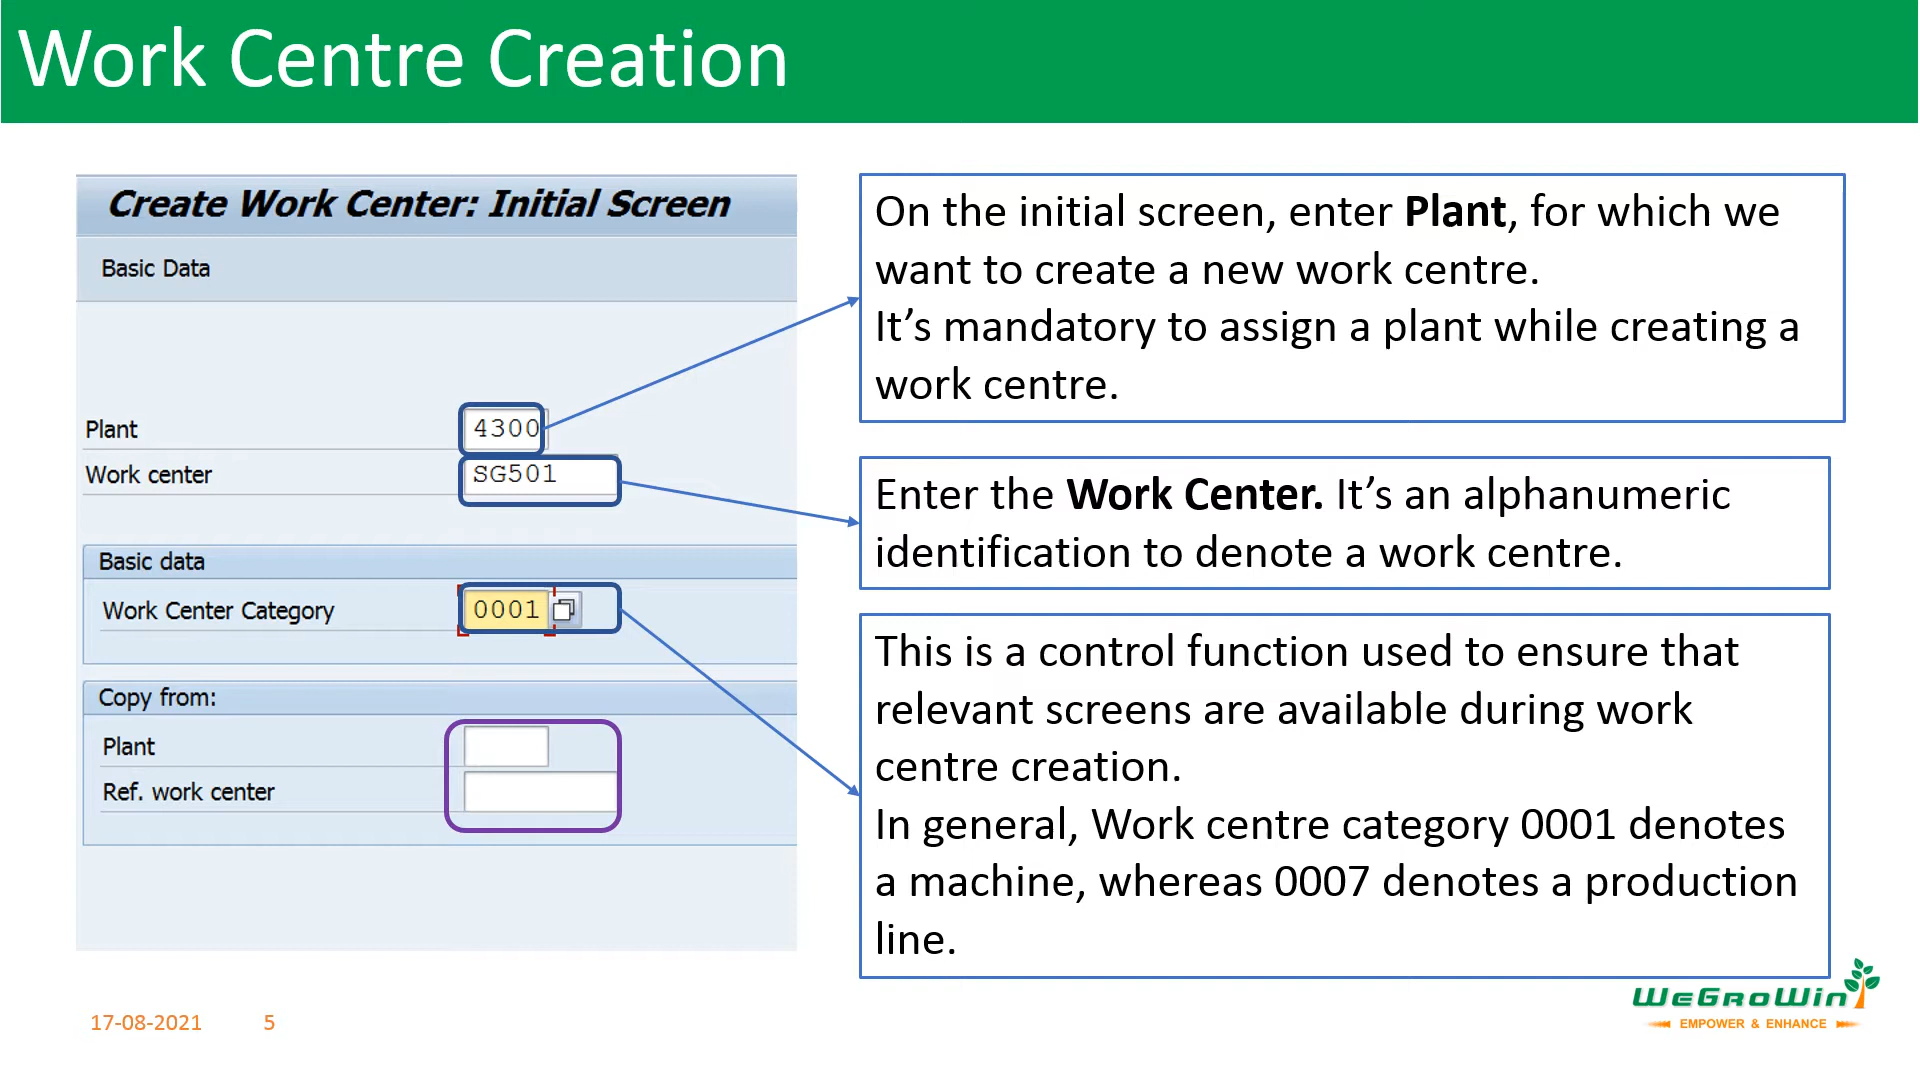 Work Centre Creation
Create Work Center: Initial Screen
Basic Data
Plant
4300
Work center
SG501
Basic data
Work Center Category
0001
Copy from:
Plant
Ref. work center
On the initial screen, enter Plant, for which we
want to create a new work centre.
It’s mandatory to assign a plant while creating a
work centre.
Enter the Work Center. It’s an alphanumeric
identification to denote a work centre.
This is a control function used to ensure that
relevant screens are available during work
centre creation.
In general, Work centre category 0001 denotes
a machine, whereas 0007 denotes a production
line.
17-08-2021
5
WeGroWin
EMPOWER & ENHANCE